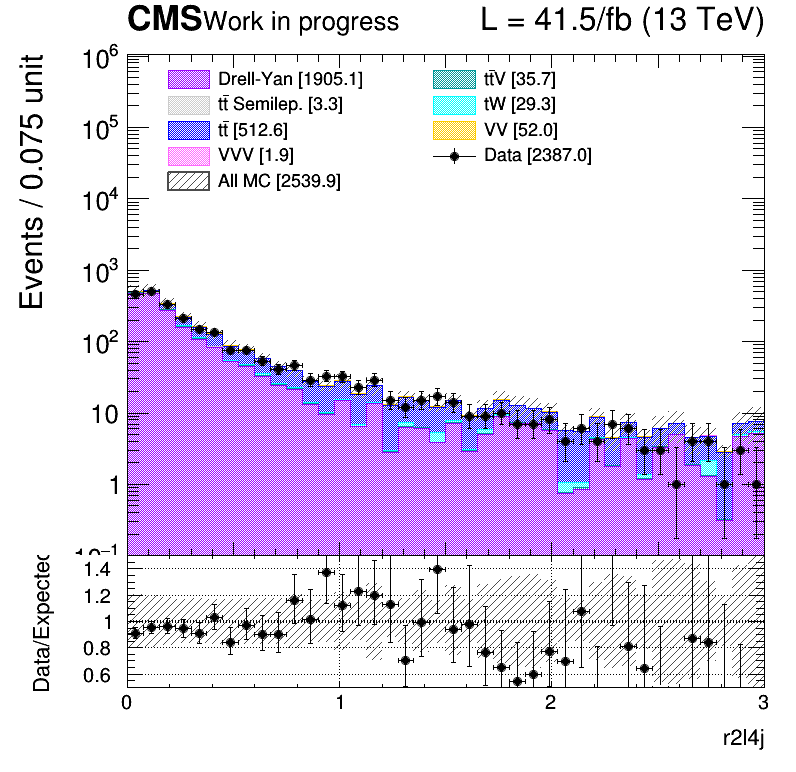 CMS Work in progress L = 41.5/fb (13 TeV)
Events / 0.075 unit
10⁶
10⁵
10⁴
10³
10²
10
1
10⁻¹
Drell-Yan [1905.1]
tt̄ Semilep. [3.3]
tt̄ [512.6]
VVV [1.9]
All MC [2539.9]
tt̄V [35.7]
tW [29.3]
VV [52.0]
Data [2387.0]
Data/Expected
1.4
1.2
1
0.8
0.6
0 1 2 3
r2l4j